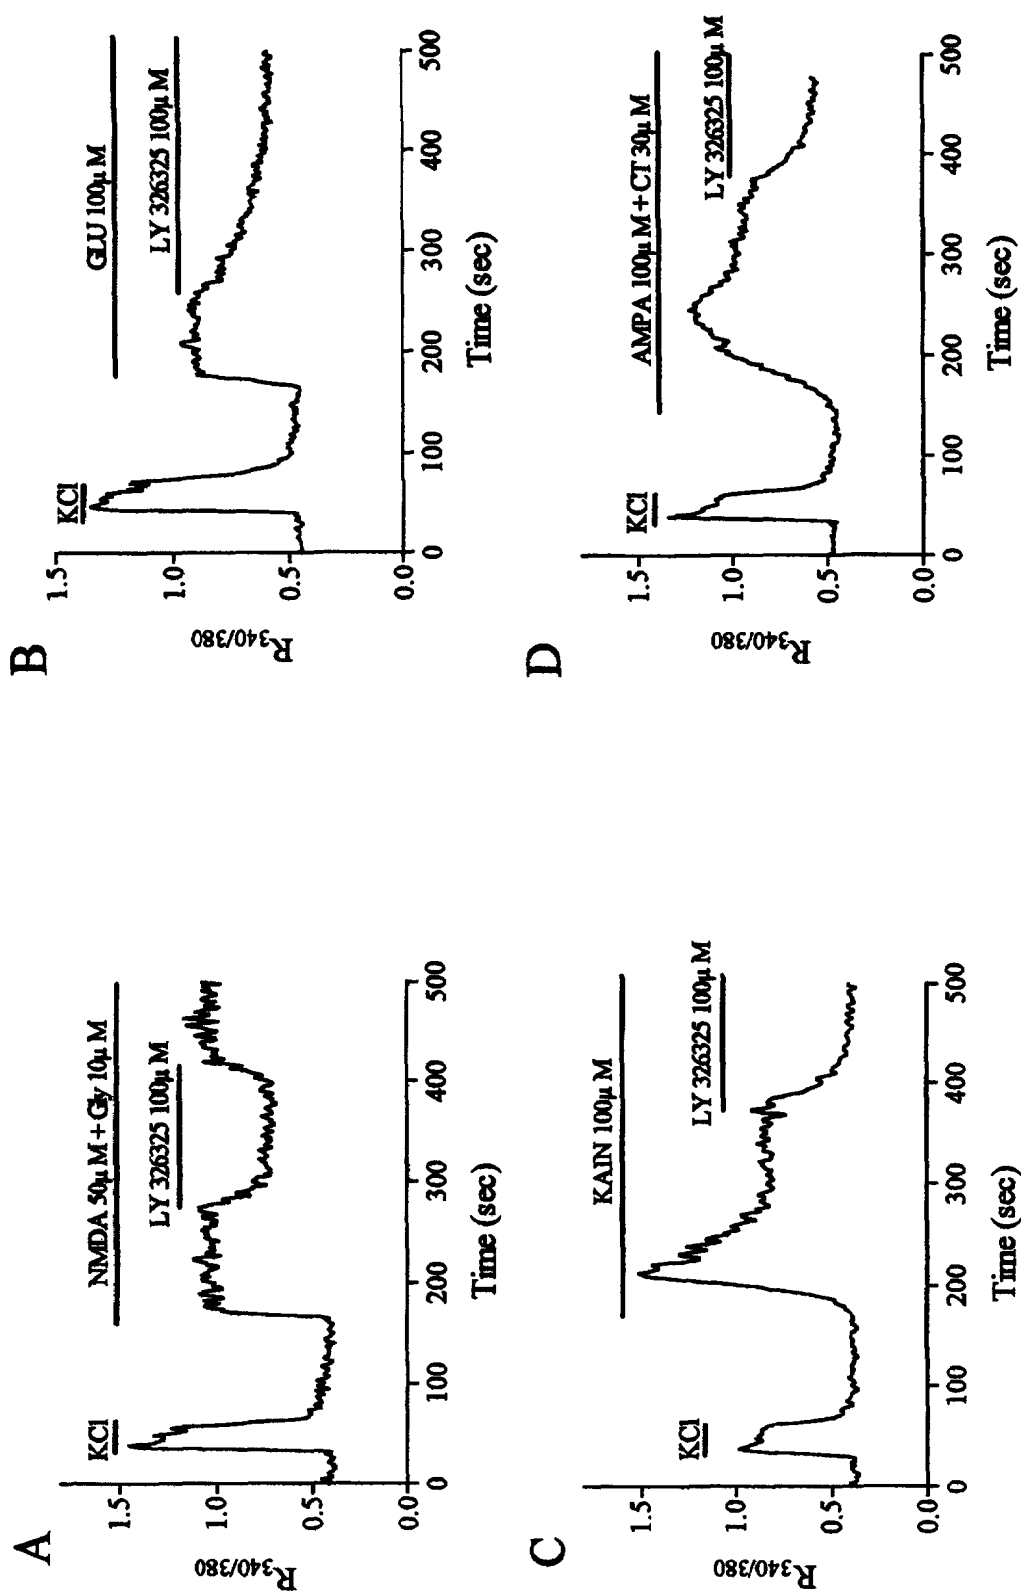 A
NMDA 50μM + Gly 10μM
LY 326325 100μM
KCl
R340/380
1.5
1.0
0.5
0.0
0 100 200 300 400 500
Time (sec)
B
GLU 100μM
LY 326325 100μM
KCl
R340/380
1.5
1.0
0.5
0.0
0 100 200 300 400 500
Time (sec)
C
KAIN 100μM
LY 326325 100μM
KCl
R340/380
1.5
1.0
0.5
0.0
0 100 200 300 400 500
Time (sec)
D
AMPA 100μM + CT 30μM
LY 326325 100μM
KCl
R340/380
1.5
1.0
0.5
0.0
0 100 200 300 400 500
Time (sec)